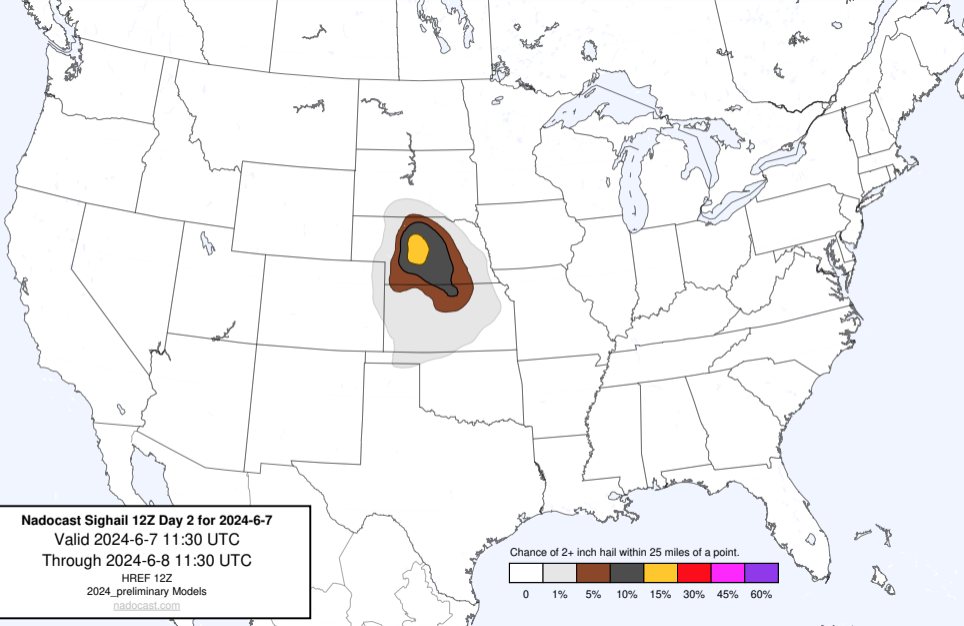 Nadocast Sighail 12Z Day 2 for 2024-6-7
Valid 2024-6-7 11:30 UTC
Through 2024-6-8 11:30 UTC
HREF 12Z
2024_preliminary Models
nadocast.com
Chance of 2+ inch hail within 25 miles of a point.
0 1% 5% 10% 15% 30% 45% 60%